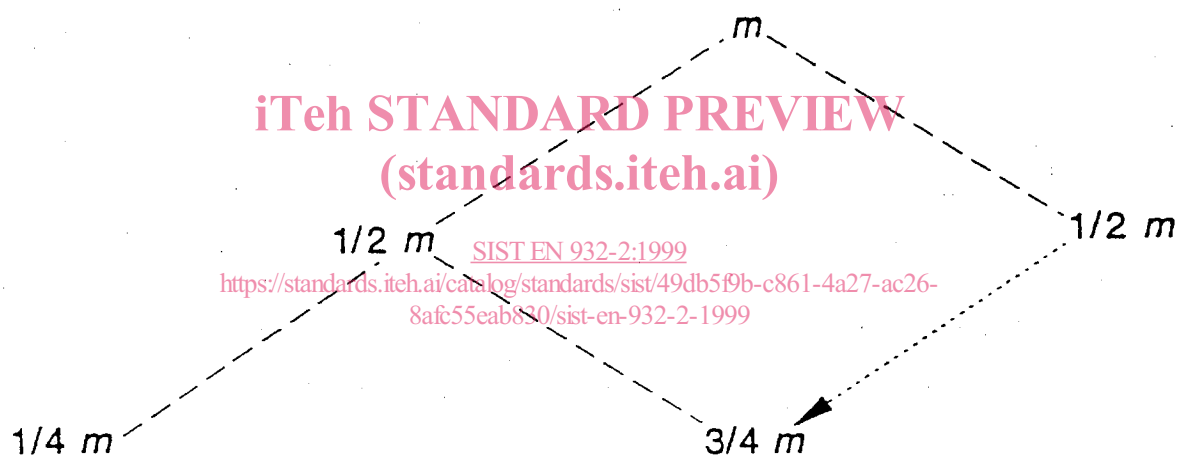 m
iTeh STANDARD PREVIEW
(standards.iteh.ai)
1/2 m
1/2 m
SIST EN 932-2:1999
https://standards.iteh.ai/catalog/standards/sist/49db5f9b-c861-4a27-ac26-
8afc55eab830/sist-en-932-2-1999
1/4 m
3/4 m